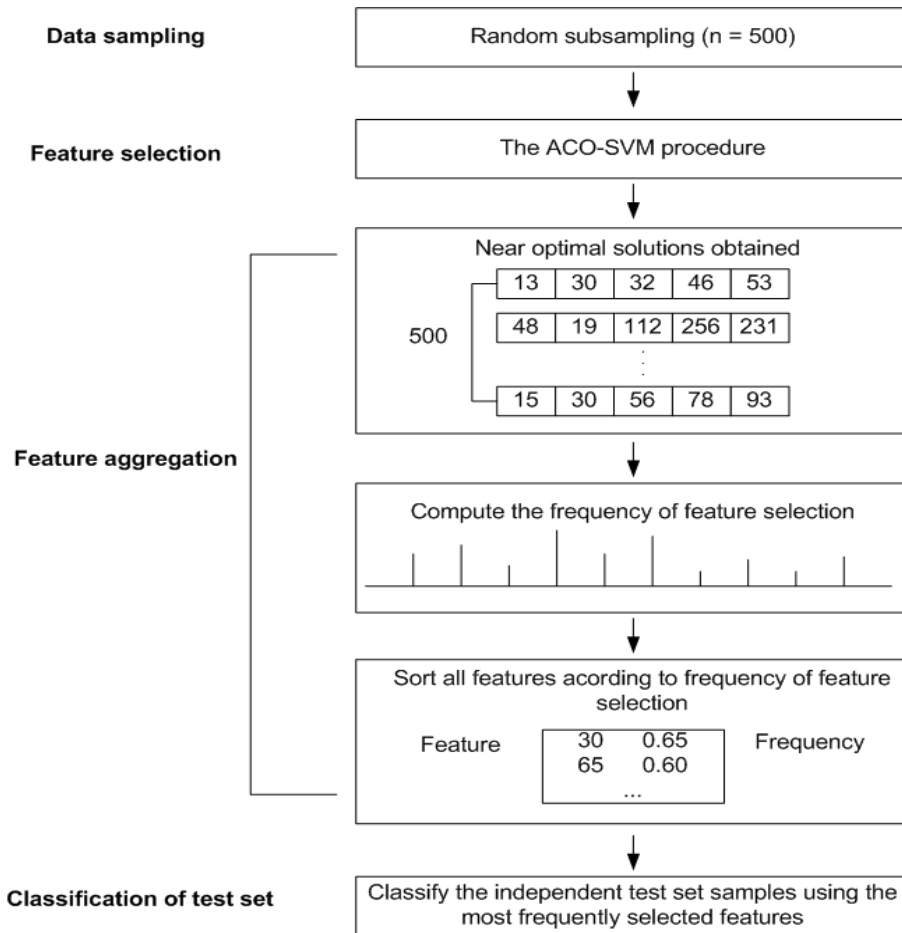 Data sampling
Random subsampling (n = 500)
Feature selection
The ACO-SVM procedure
Near optimal solutions obtained
13 30 32 46 53
500
48 19 112 256 231
15 30 56 78 93
Feature aggregation
Compute the frequency of feature selection
Sort all features acording to frequency of feature
selection
Feature
30 0.65
65 0.60
...
Frequency
Classification of test set
Classify the independent test set samples using the
most frequently selected features